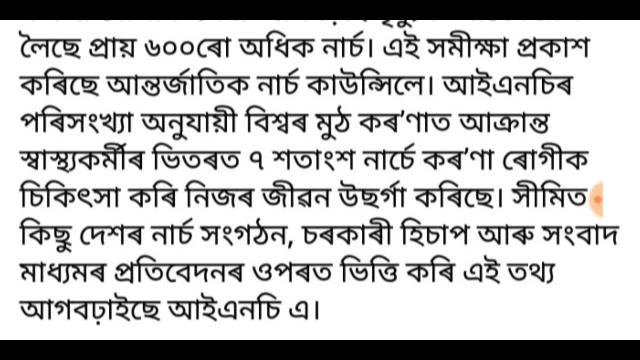 লৈছে প্ৰায় ৬০০ৰো অধিক নাৰ্চ। এই সমীক্ষা প্ৰকাশ
কৰিছে আন্তৰ্জাতিক নাৰ্চ কাউন্সিলে। আইএনচিৰ
পৰিসংখ্যা অনুযায়ী বিশ্বৰ মুঠ কৰ'ণাত আক্ৰান্ত
স্বাস্থ্যকৰ্মীৰ ভিতৰত ৭ শতাংশ নাৰ্চে কৰ'ণা ৰোগীক
চিকিৎসা কৰি নিজৰ জীৱন উছৰ্গা কৰিছে। সীমিত
কিছু দেশৰ নাৰ্চ সংগঠন, চৰকাৰী হিচাপ আৰু সংবাদ
মাধ্যমৰ প্ৰতিবেদনৰ ওপৰত ভিত্তি কৰি এই তথ্য
আগবঢ়াইছে আইএনচি এ।